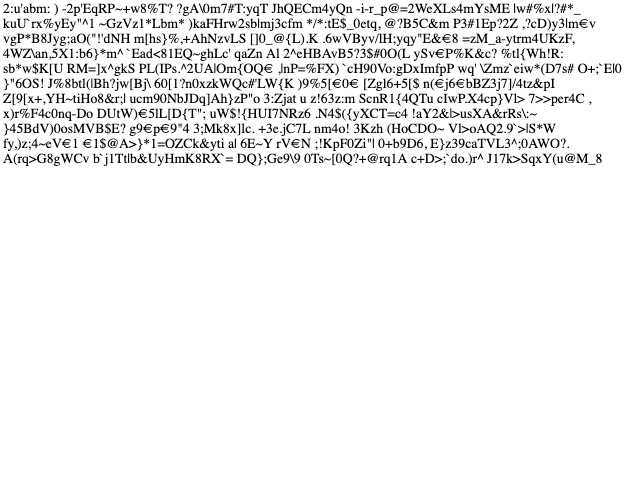 2:u'abm: ) -2p'EqRP~+w8%T? ?gA\0m7#T:yqT JhQECm4yQn -i-r_p@=2WeXLs4mYsME |w#%x|?#*_
kuU`rx%yEy"^1 ~GzVz1*Lbm* )kaFHrw2sb|mj3cfm */*:tE$_0etq, @?B5C&m P3#1Ep?2Z ,?cD)y3|m€v
vgP*B8Jyg;aO("!'dNH m[hs}%,+AhNzvLS []0_@{L).K .6wVByv/lH;yqy"E&€8 =zM_a-ytrm4UKzF,
4WZ\an,5X1:b6}*m^`Ead<81EQ~ghLc' qaZn Al 2^eHBAvB5?3$#0O(L ySv€P%K&c? %tl{Wh!R:
sb*w$K[U RM=]x^gkS PL(IPs.^2UA|Om{OQ€ ,|nP=%FX)`cH90Vo:gDxImfpP wq' \Zmz`eiw*(D7s# O+;`E|0
}"6OS! J%8btl(|Bh?jw[Bj\ 60[1?n0xzkWQc#'LW{K )9%5[€0€ [Zgl6+5[$ n(€j6€bBZ3j7]/4tz&pI
Z[9[x+,YH~tiHo8&r;| ucm90NbJDq]Ah}zP"o 3:Zjat u z!63z:m ScnR1{4QTu cIwP.X4cp}V|> 7>>per4C ,
x)r%F4c0nq-Do DUtW)€5|L[D{T"; uW$!{HUI7NRz6 .N4$({yXCT=c4 !aY2&|>usXA&rRs\:~
}45BdV)0osMVB$E? g9€p€9"4 3;Mk8x]lc. +3e.jC7L nm4o! 3Kzh (HoCDO~ Vl>oAQ2.9`>|S*W
fy,)z;4~eV€1 €1$@A>}*1=OZCk&yti a| 6E~Y rV€N ;!KpF0Zi"| 0+b9D6, E}z39caTVL3^;0AWO?.
A(rq>G8gWCv b`j1Tt|b&UyHmK8RX`= DQ};Ge9\9 0Ts~[0Q?+@rq1A c+D>;`do.)r^ J17k>SqxY(u@M_8